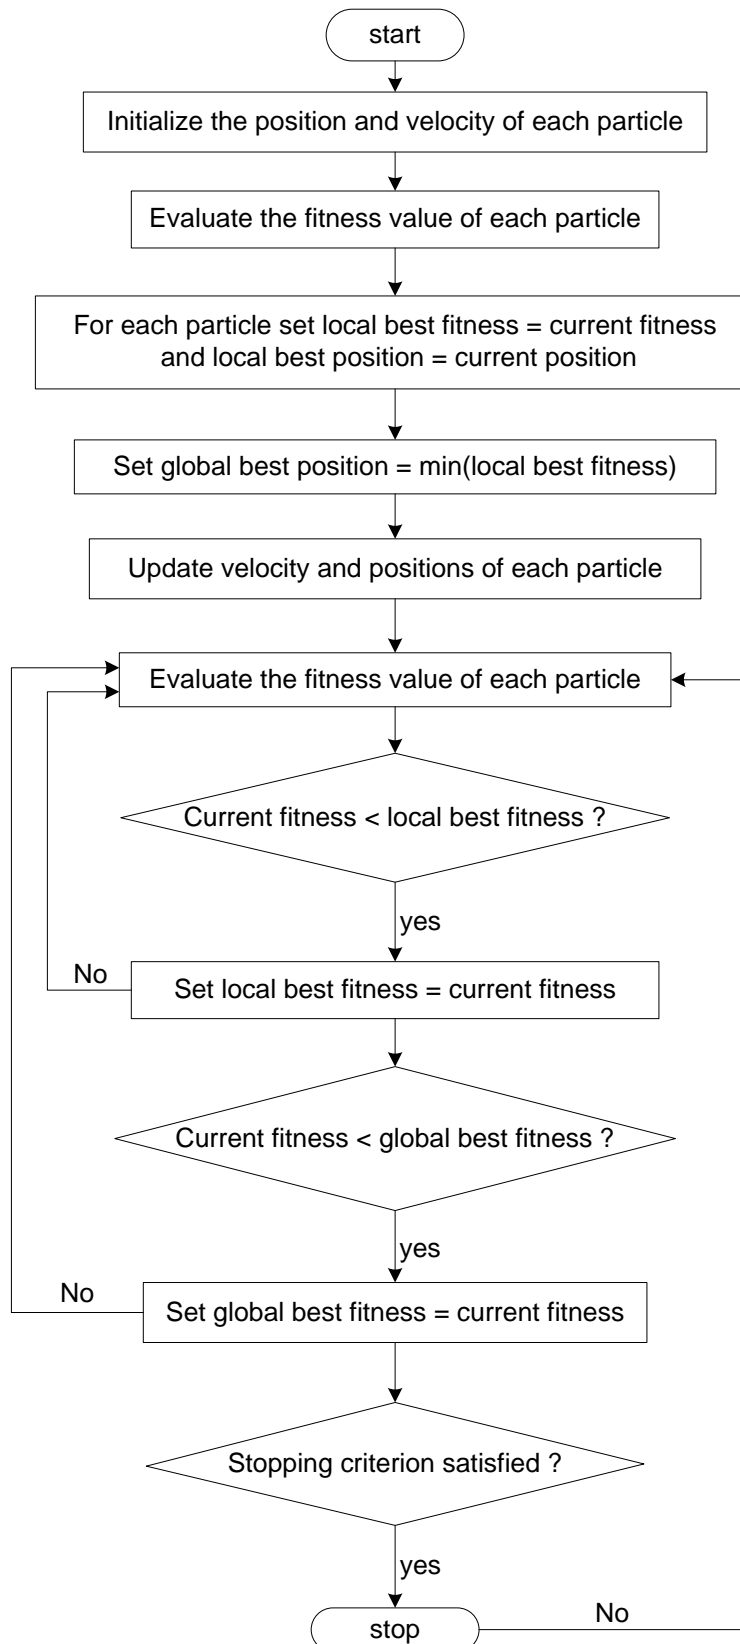 start
Initialize the position and velocity of each particle
Evaluate the fitness value of each particle
For each particle set local best fitness = current fitness
and local best position = current position
Set global best position = min(local best fitness)
Update velocity and positions of each particle
Evaluate the fitness value of each particle
Current fitness < local best fitness ?
yes
No
Set local best fitness = current fitness
Current fitness < global best fitness ?
yes
No
Set global best fitness = current fitness
Stopping criterion satisfied ?
yes
No
stop